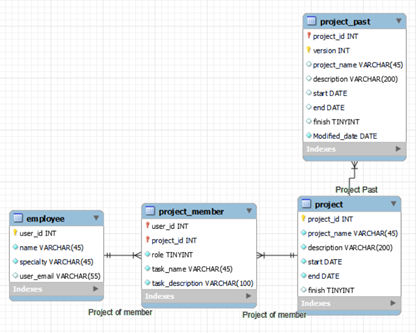 project_past
project_id INT
version INT
project_name VARCHAR(45)
description VARCHAR(200)
start DATE
end DATE
finish TINYINT
Modified_date DATE
Indexes
Project Past
employee
user_id INT
name VARCHAR(45)
specialty VARCHAR(45)
user_email VARCHAR(55)
Indexes
Project of member
project_member
user_id INT
project_id INT
role TINYINT
task_name VARCHAR(45)
task_description VARCHAR(100)
Indexes
Project of member
project
project_id INT
project_name VARCHAR(45)
description VARCHAR(200)
start DATE
end DATE
finish TINYINT
Indexes